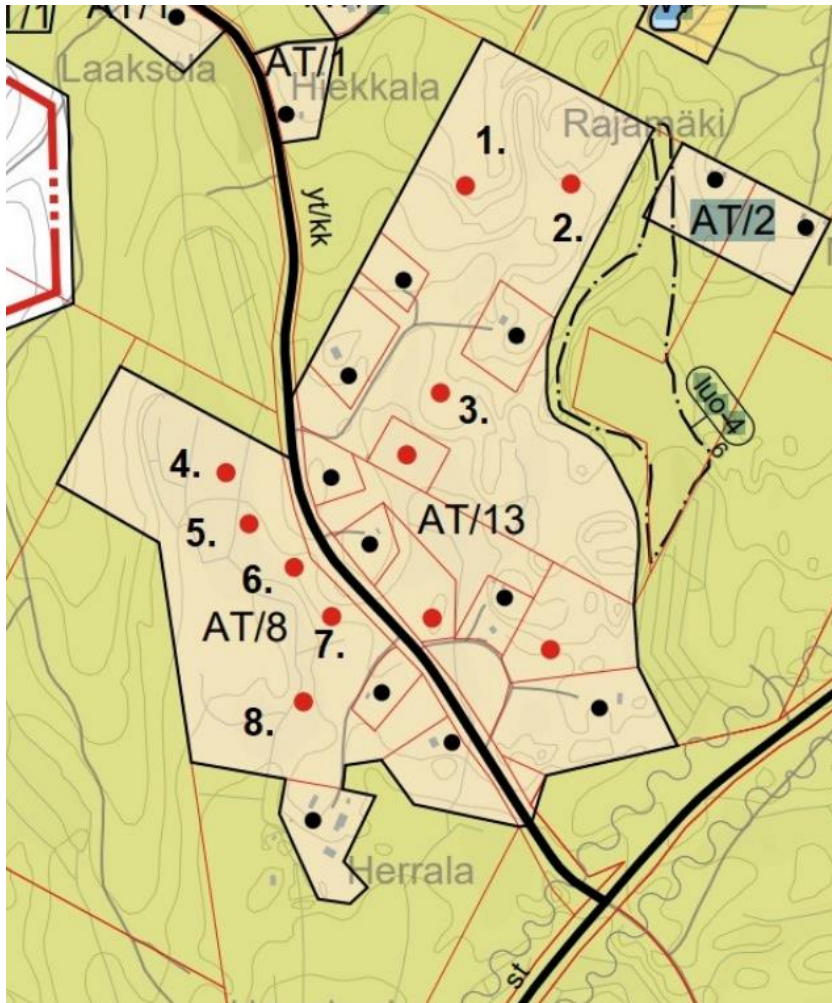 AT/1
Laaksola
AT/1
Hiekkala
yt/kk
1.
Rajamäki
2.
AT/2
luo-4
6
3.
4.
AT/13
5.
6.
AT/8
7.
8.
Herrala
st